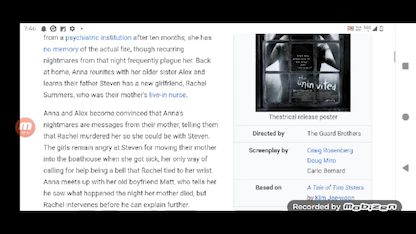 7:46
from a psychiatric institution after ten months; she has
no memory of the actual fire, though recurring
nightmares from that night frequently plague her. Back
at home, Anna reunites with her older sister Alex and
learns their father Steven has a new girlfriend, Rachel
Summers, who was their mother's live-in nurse.
Anna and Alex become convinced that Anna's
nightmares are messages from their mother, telling them
that Rachel murdered her so she could be with Steven.
The girls remain angry at Steven for moving their mother
into the boathouse when she got sick, her only way of
calling for help being a bell that Rachel tied to her wrist.
Anna meets up with her old boyfriend Matt, who tells her
he saw what happened the night her mother died, but
Rachel intervenes before he can explain further.
the uninvited
Theatrical release poster
Directed by The Guard Brothers
Screenplay by Craig Rosenberg
Doug Miro
Carlo Bernard
Based on A Tale of Two Sisters
by Kim Jee-woon
Recorded by Mobizen